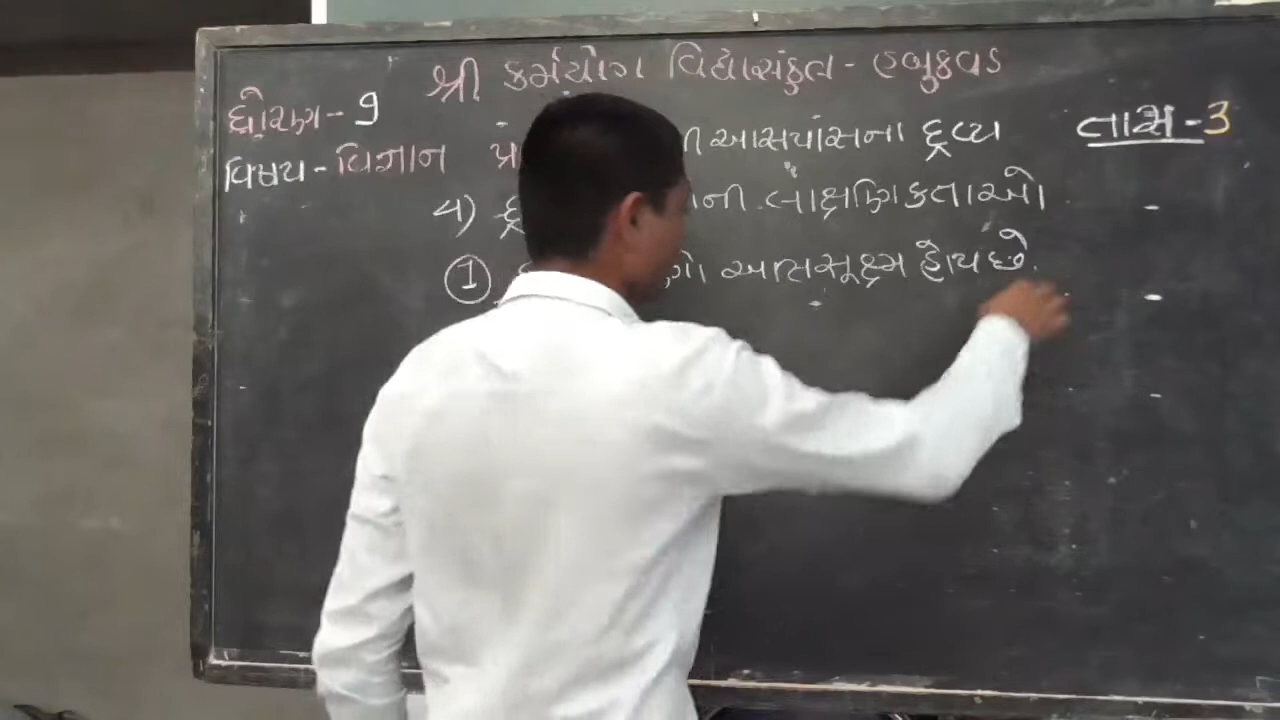 શ્રી કર્મયોગ વિદ્યાસંકુલ - હબુકવડ
ધોરણ - 9
આસપાસના દ્રવ્ય
તાસ - 3
વિષય - વિજ્ઞાન
4) ની લાક્ષણિકતાઓ
① અતિસૂક્ષ્મ હોય છે.